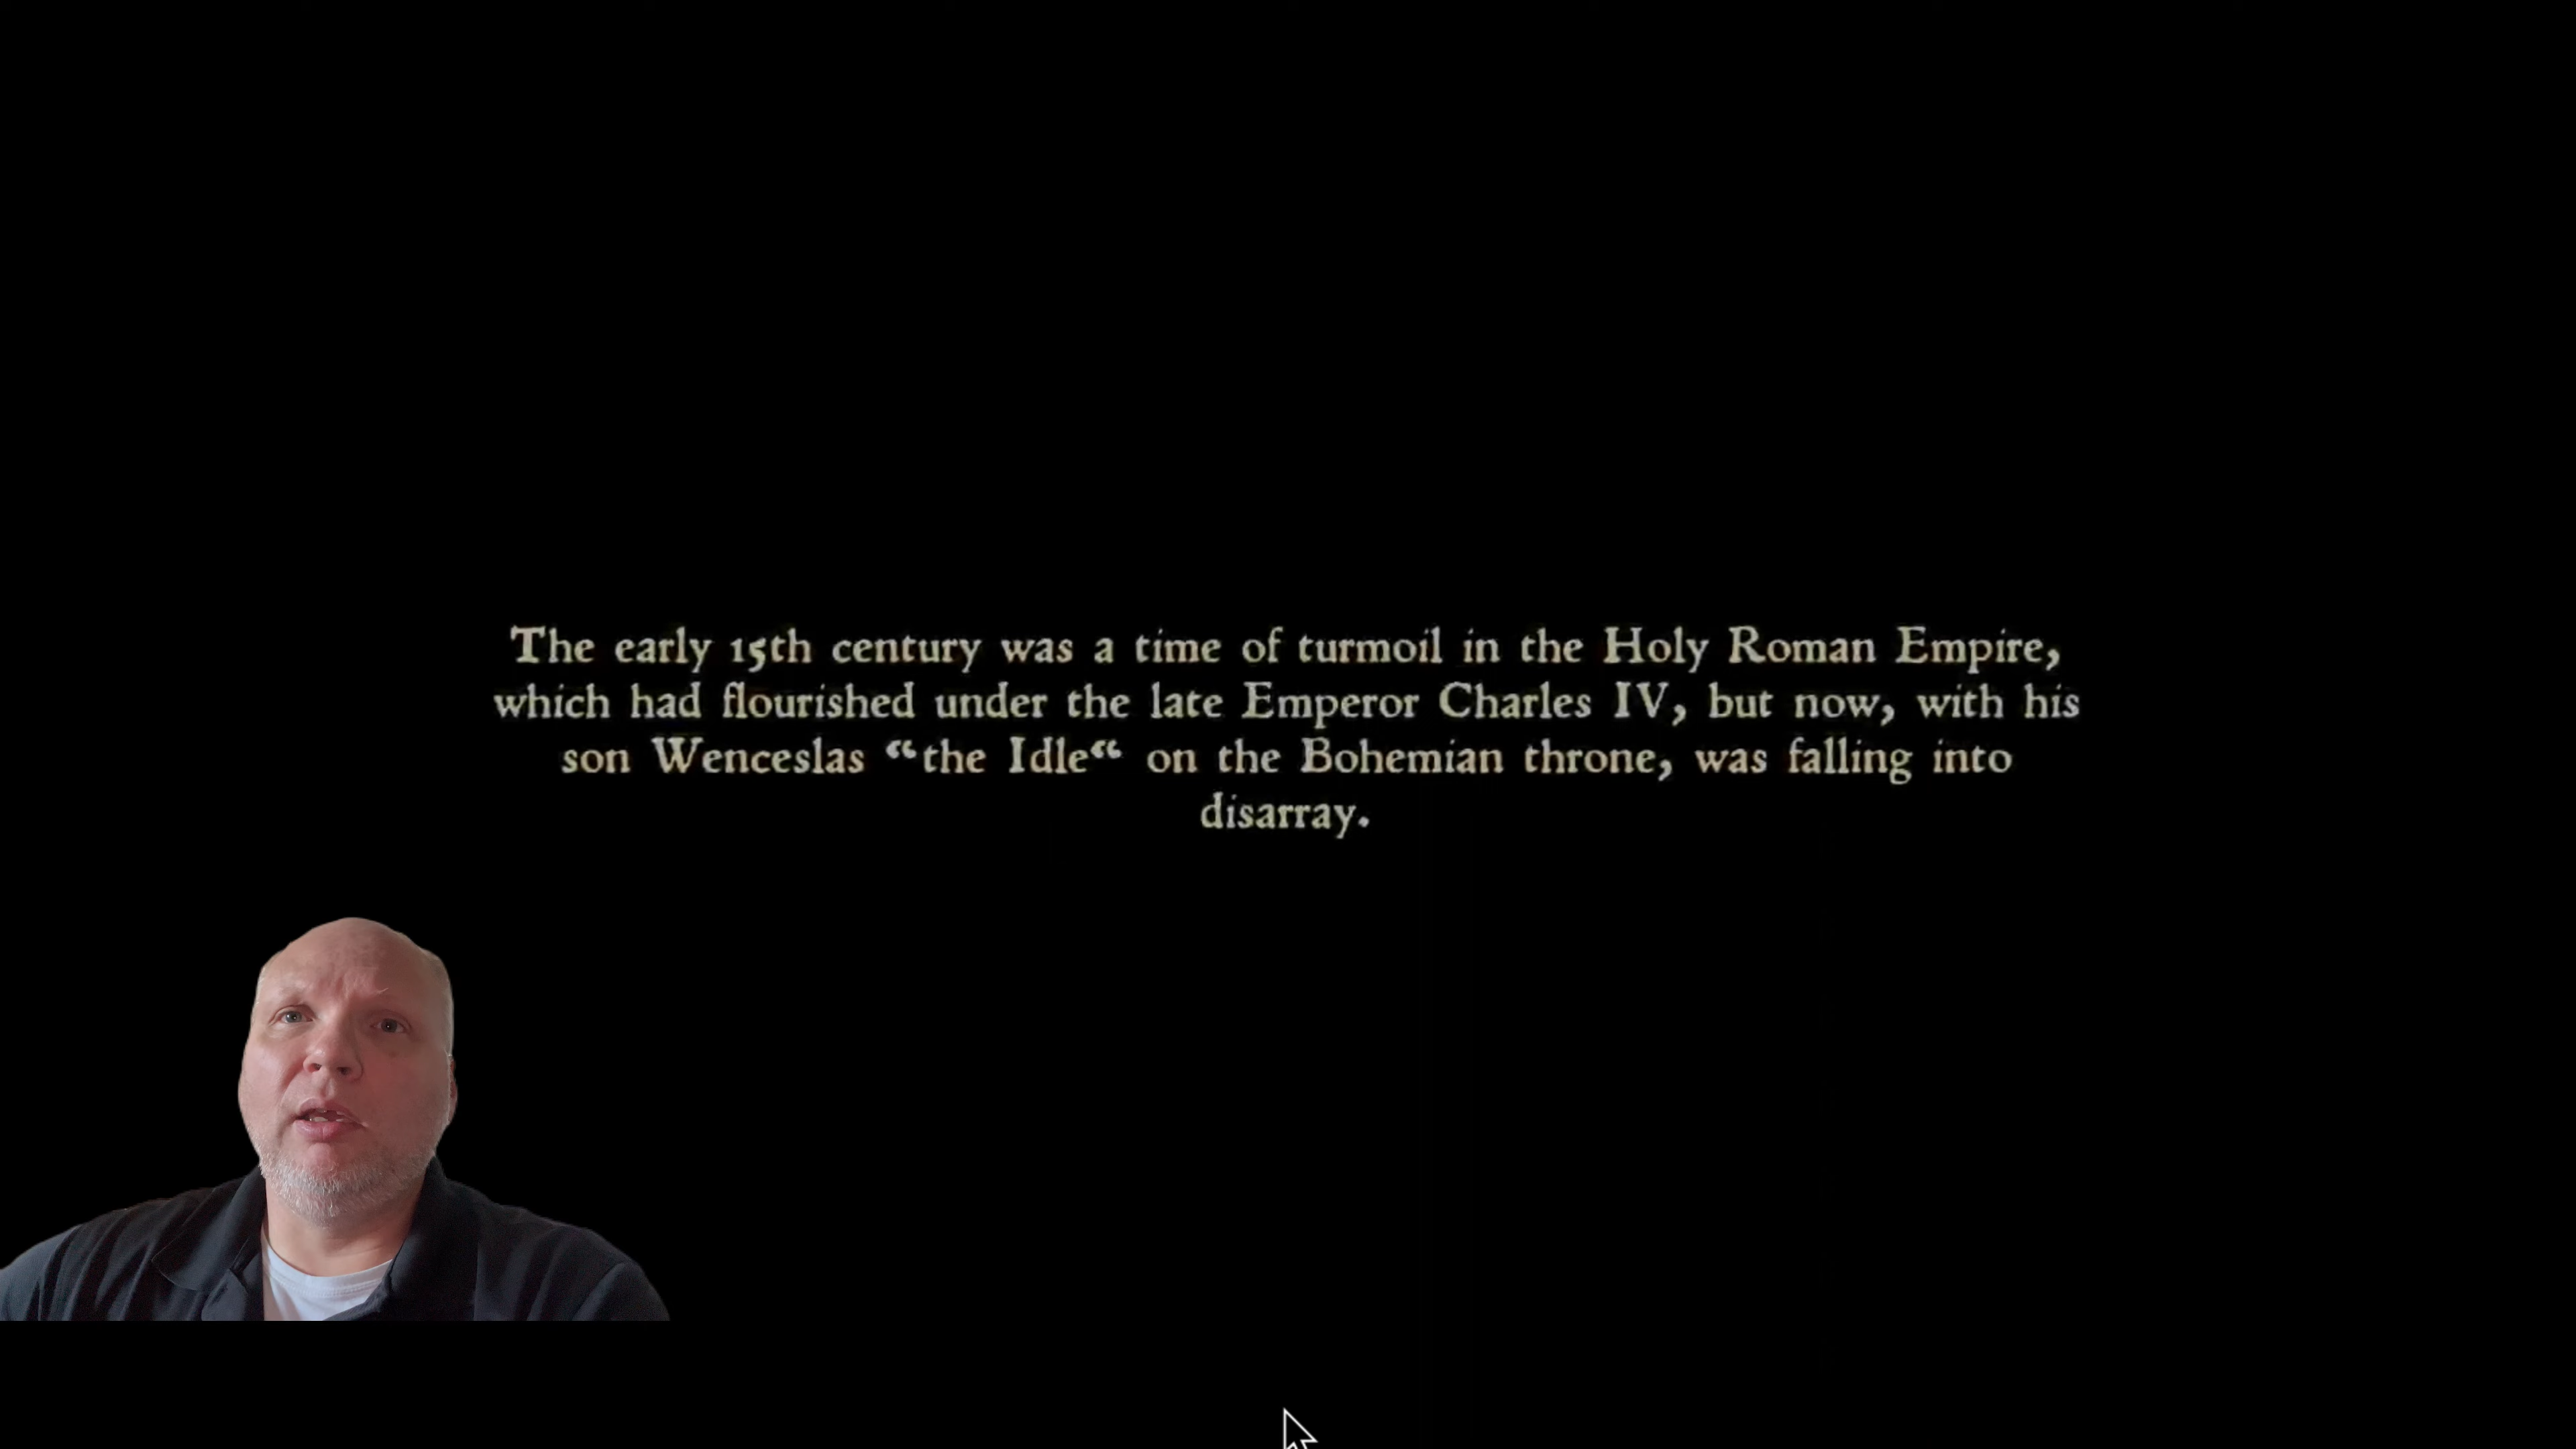 The early 15th century was a time of turmoil in the Holy Roman Empire,
which had flourished under the late Emperor Charles IV, but now, with his
son Wenceslas “the Idle“ on the Bohemian throne, was falling into
disarray.